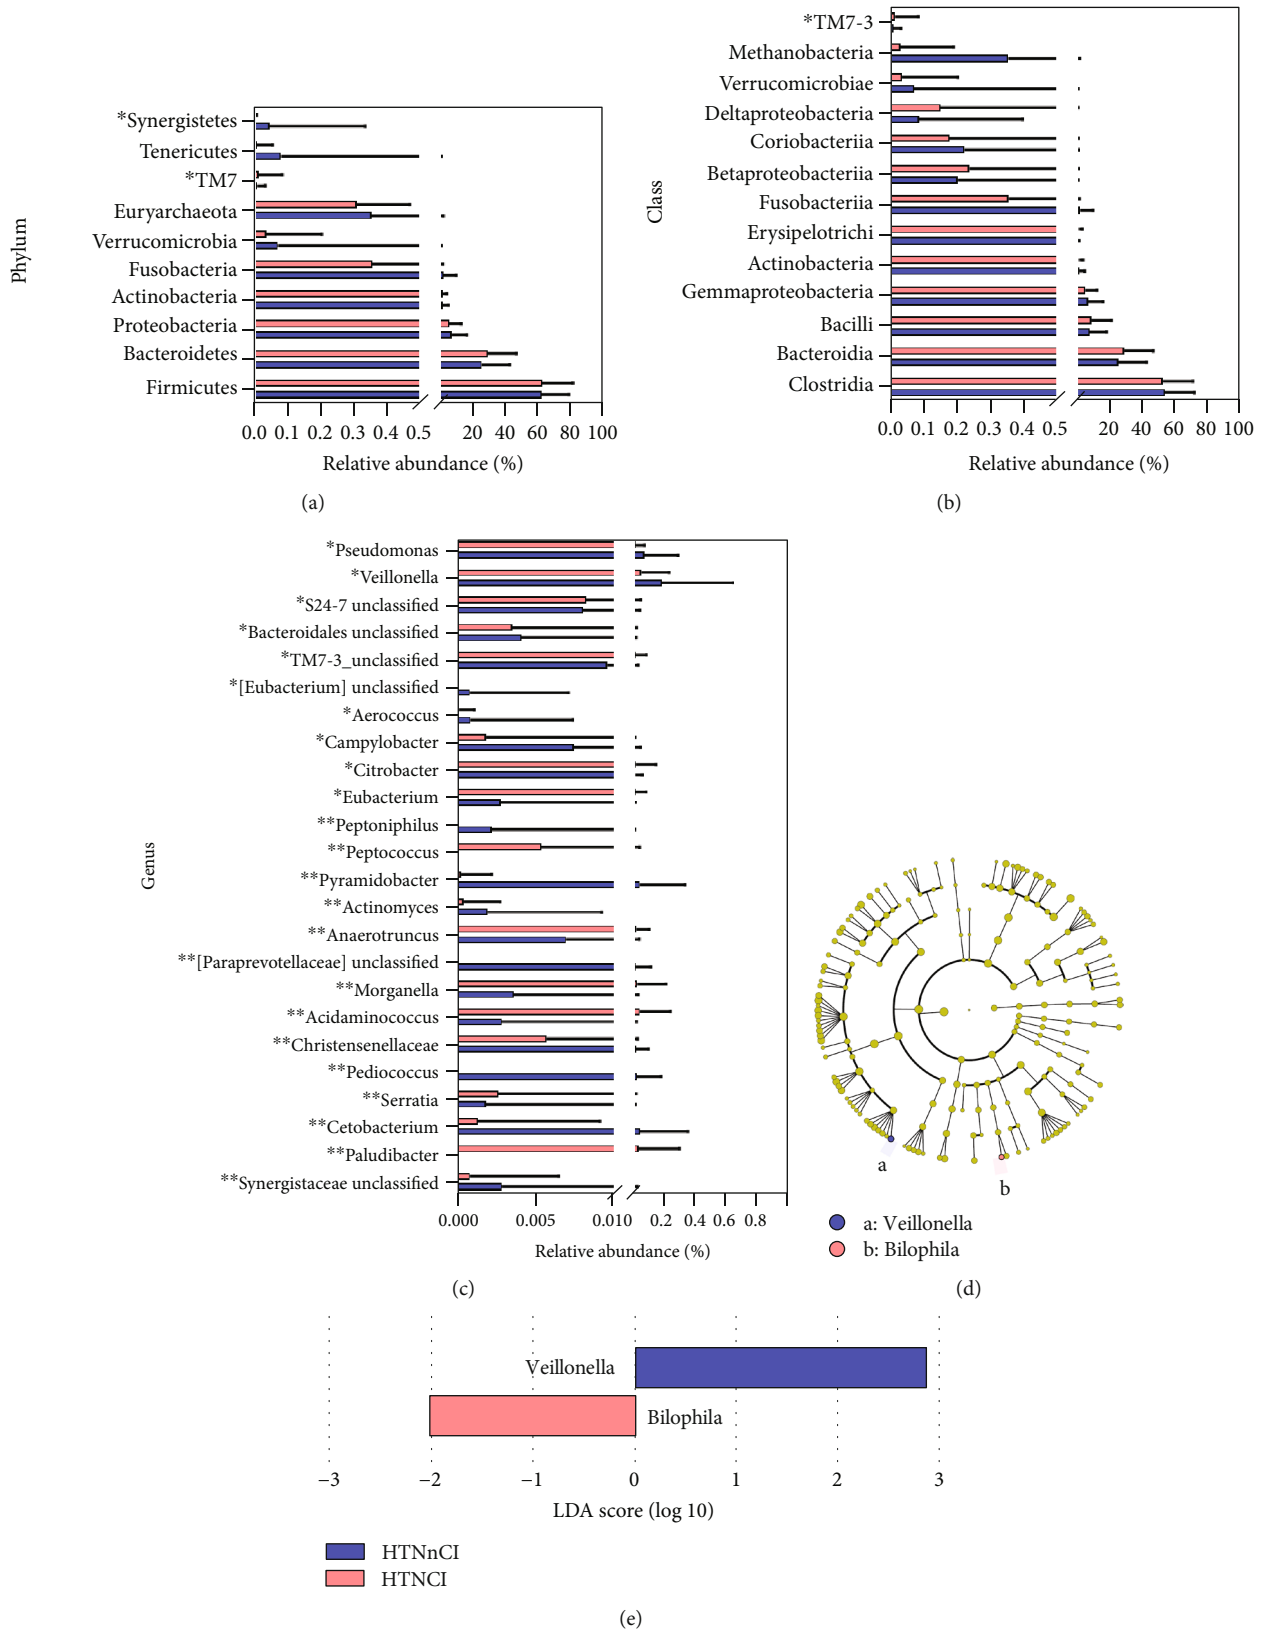 Phylum
*Synergistetes
Tenericutes
*TM7
Euryarchaeota
Verrucomicrobia
Fusobacteria
Actinobacteria
Proteobacteria
Bacteroidetes
Firmicutes
0.0 0.1 0.2 0.3 0.4 0.5 20 40 60 80 100
Relative abundance (%)
(a)
Class
*TM7-3
Methanobacteria
Verrucomicrobiae
Deltaproteobacteria
Coriobacteriia
Betaproteobacteriia
Fusobacteriia
Erysipelotrichi
Actinobacteria
Gemmaproteobacteria
Bacilli
Bacteroidia
Clostridia
0.0 0.1 0.2 0.3 0.4 0.5 20 40 60 80 100
Relative abundance (%)
(b)
Genus
*Pseudomonas
*Veillonella
*S24-7 unclassified
*Bacteroidales unclassified
*TM7-3_unclassified
*[Eubacterium] unclassified
*Aerococcus
*Campylobacter
*Citrobacter
*Eubacterium
**Peptoniphilus
**Peptococcus
**Pyramidobacter
**Actinomyces
**Anaerotruncus
**[Paraprevotellaceae] unclassified
**Morganella
**Acidaminococcus
**Christensenellaceae
**Pediococcus
**Serratia
**Cetobacterium
**Paludibacter
**Synergistaceae unclassified
0.000 0.005 0.010 0.2 0.4 0.6 0.8
Relative abundance (%)
(c)
a
b
a: Veillonella
b: Bilophila
(d)
Veillonella
Bilophila
−3 −2 −1 0 1 2 3
LDA score (log 10)
HTNnCI
HTNCI
(e)